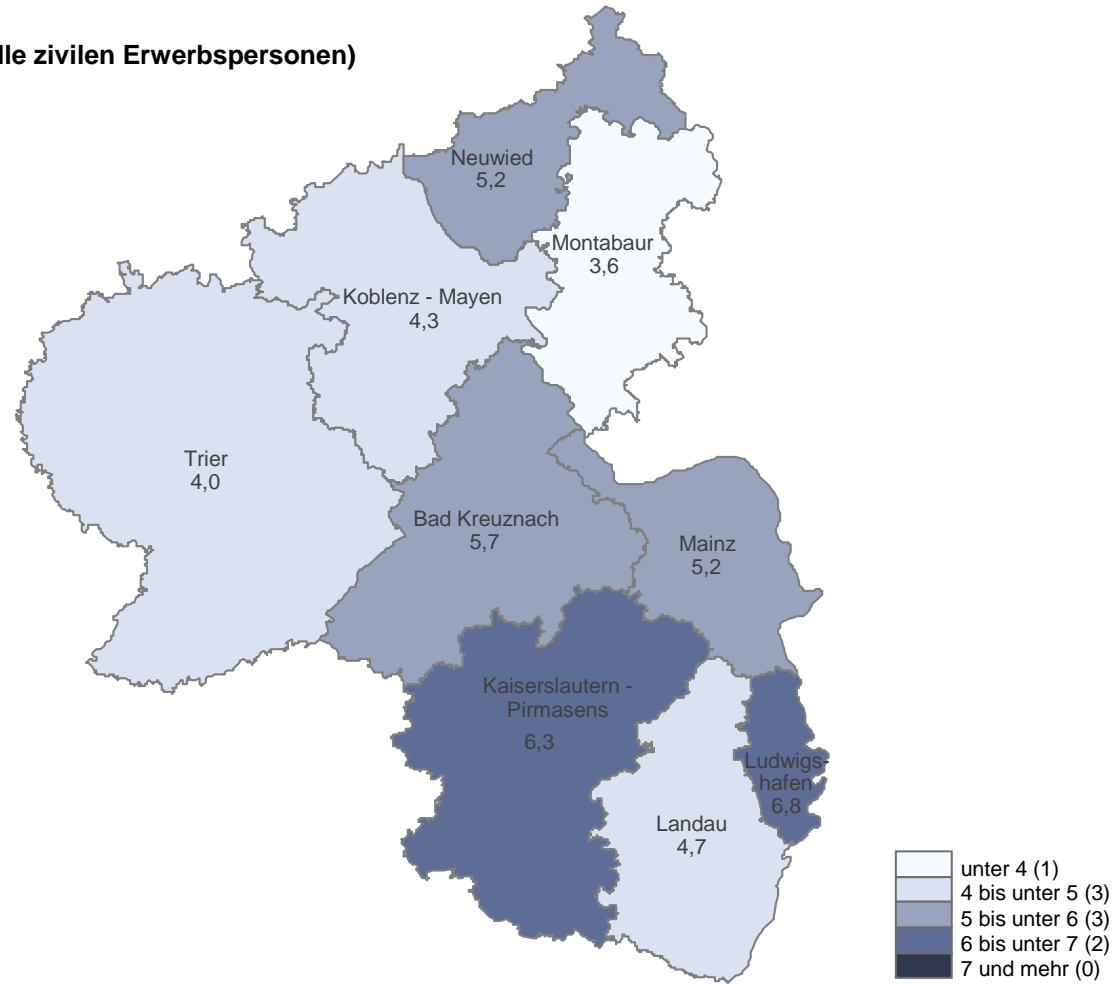 lle zivilen Erwerbspersonen)
Neuwied
5,2
Montabaur
3,6
Koblenz - Mayen
4,3
Trier
4,0
Bad Kreuznach
5,7
Mainz
5,2
Kaiserslautern -
Pirmasens
6,3
Ludwigs-
hafen
6,8
Landau
4,7
unter 4 (1)
4 bis unter 5 (3)
5 bis unter 6 (3)
6 bis unter 7 (2)
7 und mehr (0)